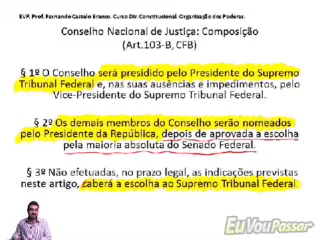 EVP. Prof. Fernando Castelo Branco. Curso Dir. Constitucional. Organização dos Poderes.
Conselho Nacional de Justiça: Composição
(Art.103-B, CFB)
§ 1º O Conselho será presidido pelo Presidente do Supremo
Tribunal Federal e, nas suas ausências e impedimentos, pelo
Vice-Presidente do Supremo Tribunal Federal.
§ 2º Os demais membros do Conselho serão nomeados
pelo Presidente da República, depois de aprovada a escolha
pela maioria absoluta do Senado Federal.
§ 3º Não efetuadas, no prazo legal, as indicações previstas
neste artigo, caberá a escolha ao Supremo Tribunal Federal.
EuVouPassar